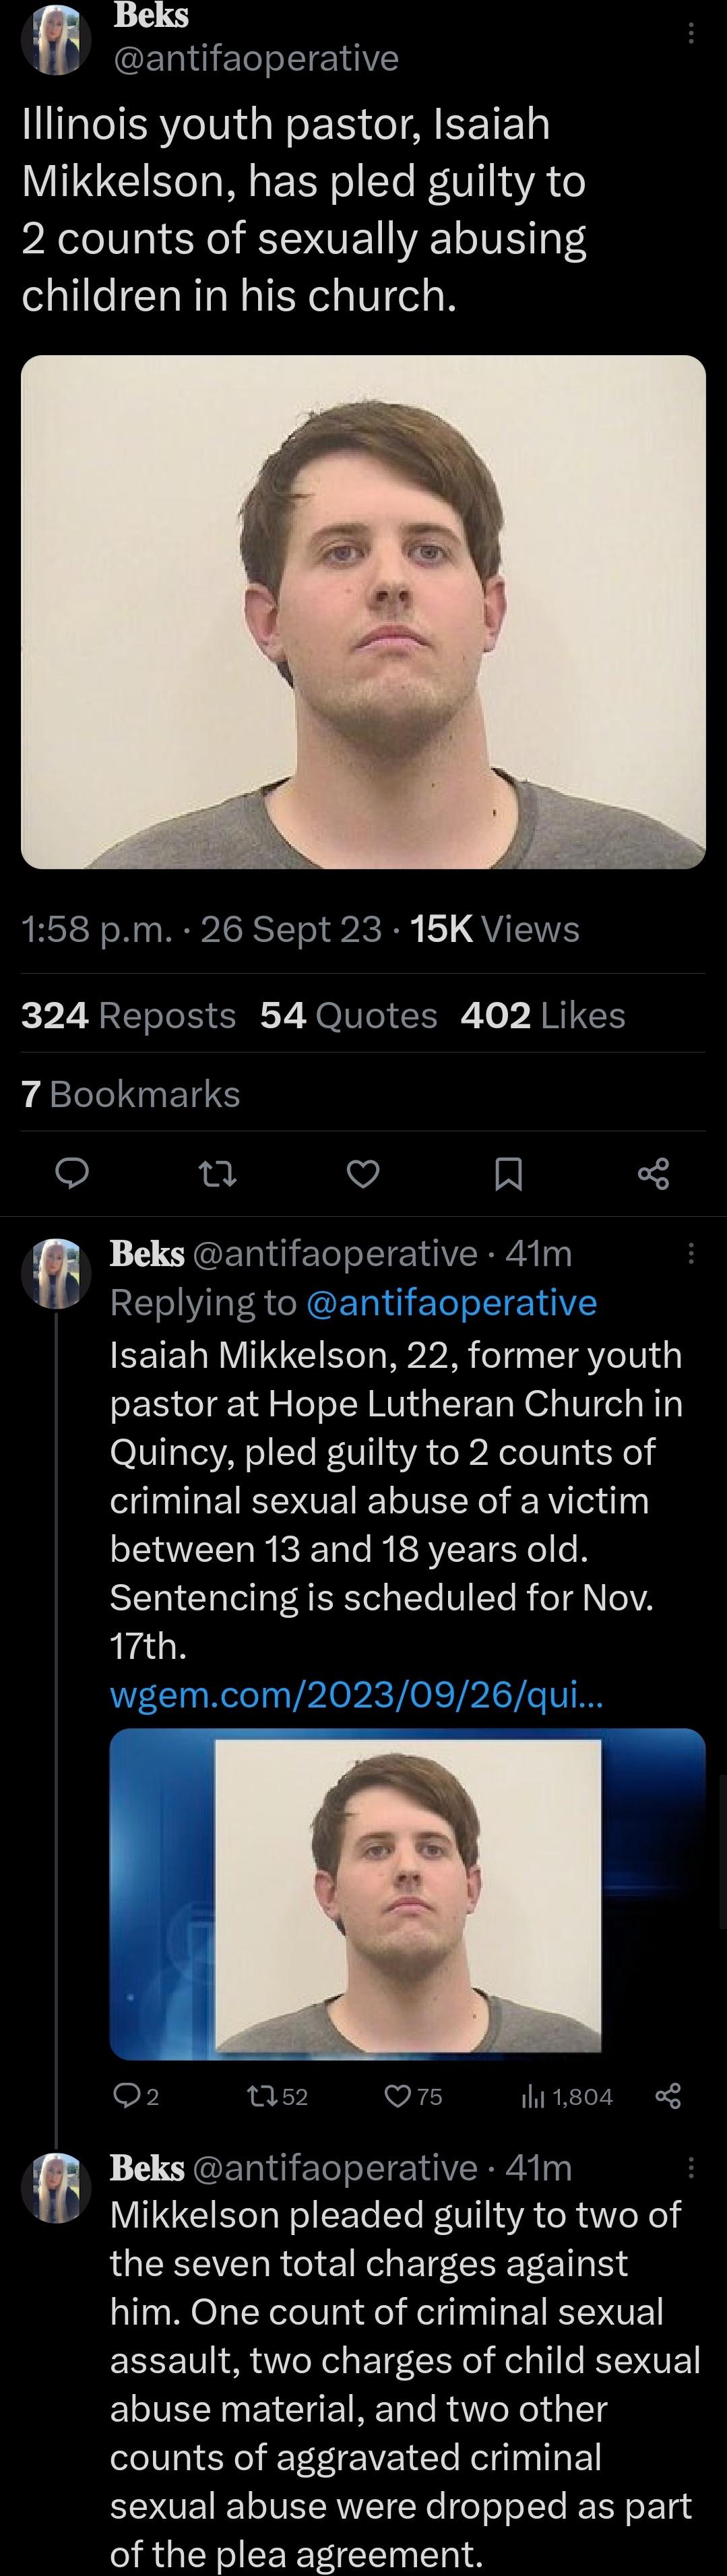 Beks
@antifaoperative
Illinois youth pastor, Isaiah
Mikkelson, has pled guilty to
2 counts of sexually abusing
children in his church.
1:58 p.m. · 26 Sept 23 · 15K Views
324 Reposts 54 Quotes 402 Likes
7 Bookmarks
Beks @antifaoperative · 41m
Replying to @antifaoperative
Isaiah Mikkelson, 22, former youth
pastor at Hope Lutheran Church in
Quincy, pled guilty to 2 counts of
criminal sexual abuse of a victim
between 13 and 18 years old.
Sentencing is scheduled for Nov.
17th.
wgem.com/2023/09/26/qui...
2 52 75 1,804
Beks @antifaoperative · 41m
Mikkelson pleaded guilty to two of
the seven total charges against
him. One count of criminal sexual
assault, two charges of child sexual
abuse material, and two other
counts of aggravated criminal
sexual abuse were dropped as part
of the plea agreement.